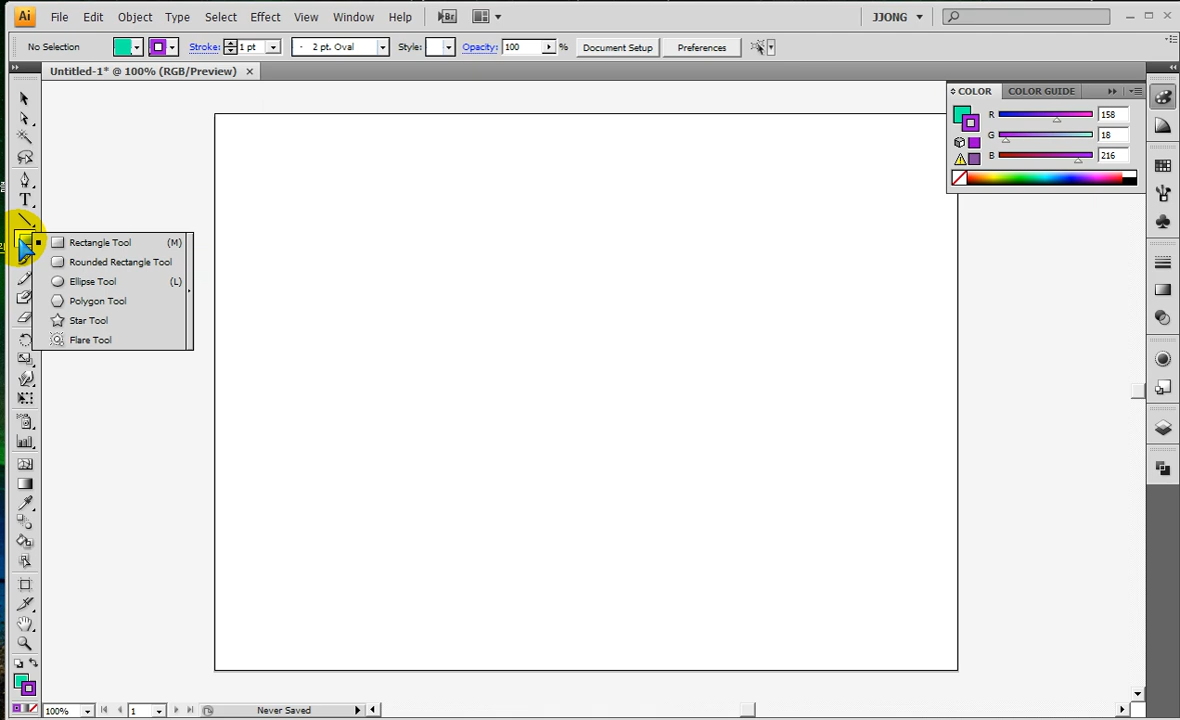 Ai File Edit Object Type Select Effect View Window Help Br JJONG
No Selection Stroke: 1 pt 2 pt. Oval Style: Opacity: 100 % Document Setup Preferences
Untitled-1* @ 100% (RGB/Preview)
COLOR COLOR GUIDE
R 158
G 18
B 216
T
Rectangle Tool (M)
Rounded Rectangle Tool
Ellipse Tool (L)
Polygon Tool
Star Tool
Flare Tool
100% 1 Never Saved